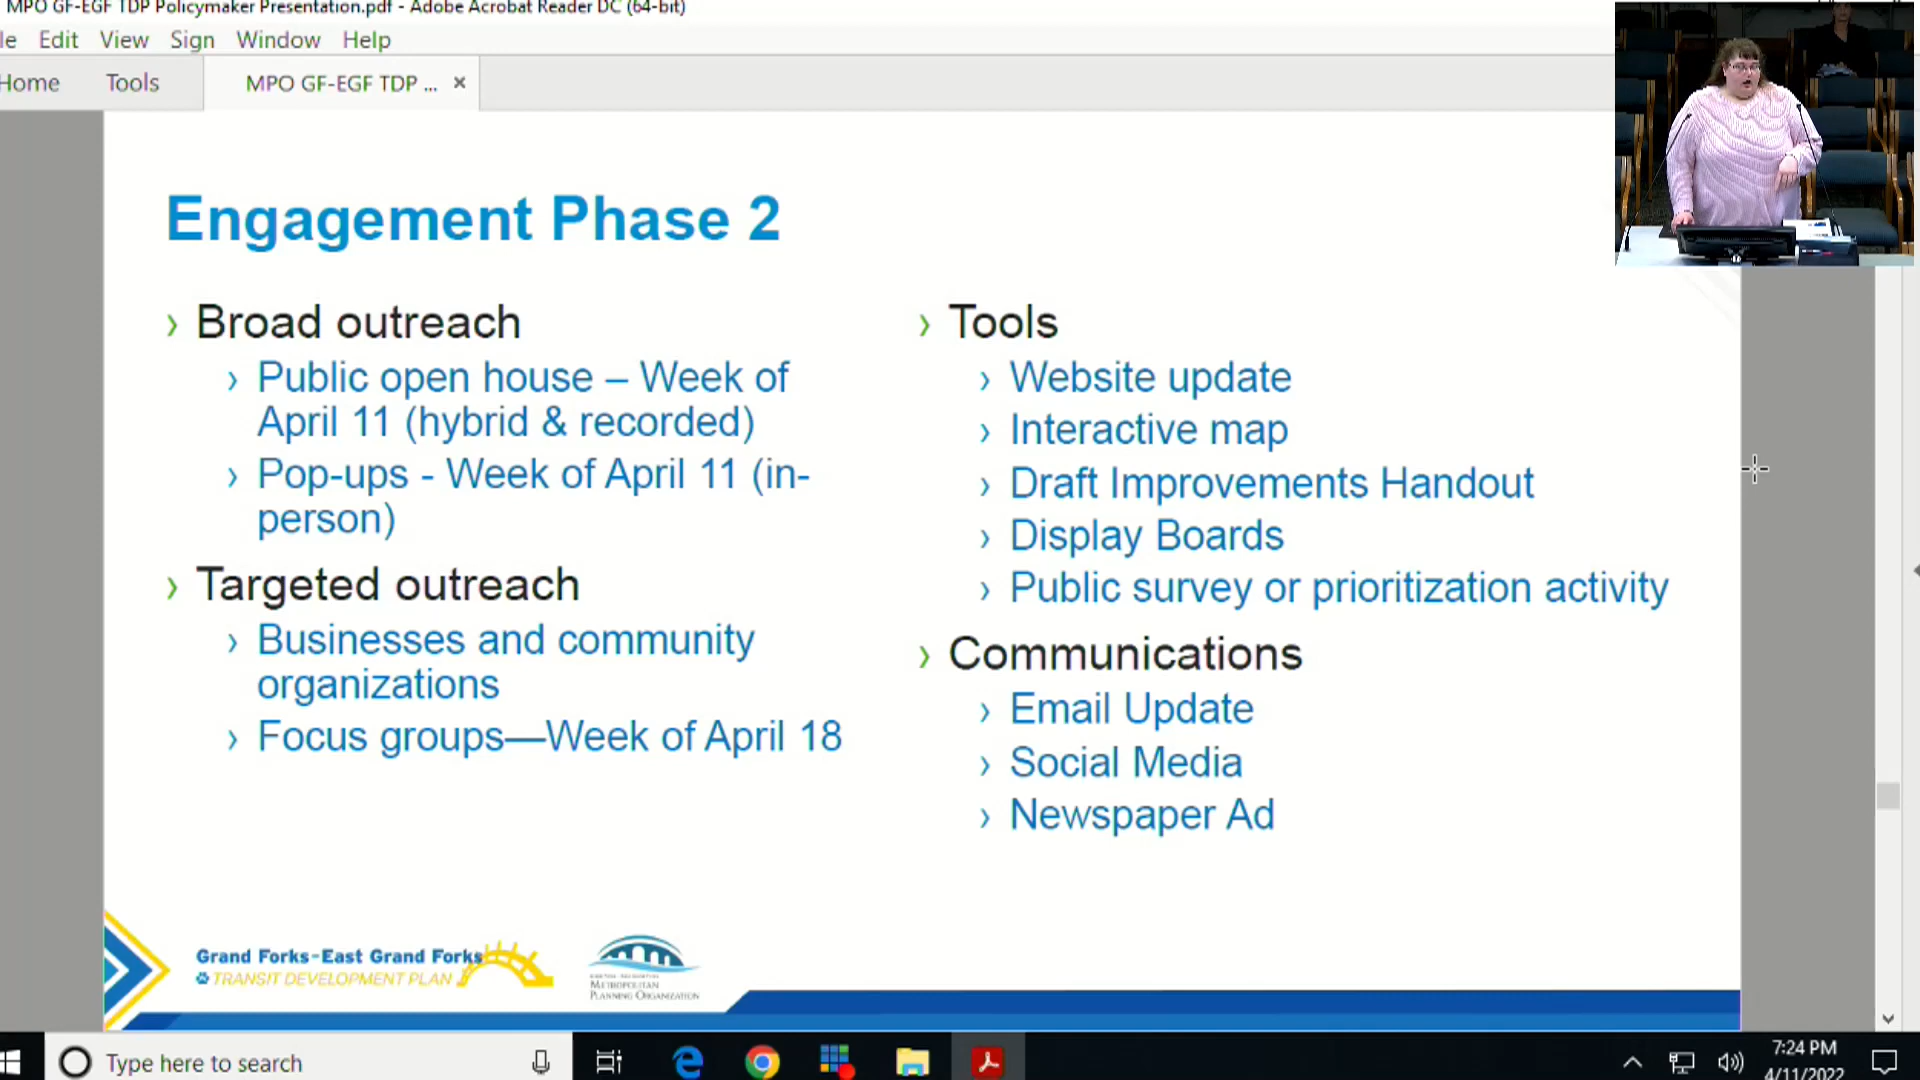 MPO GF-EGF TDP Policymaker Presentation.pdf - Adobe Acrobat Reader DC (64-bit)
le Edit View Sign Window Help
Home Tools MPO GF-EGF TDP ... ×
Engagement Phase 2
› Broad outreach
› Public open house – Week of
April 11 (hybrid & recorded)
› Pop-ups - Week of April 11 (in-
person)
› Targeted outreach
› Businesses and community
organizations
› Focus groups—Week of April 18
› Tools
› Website update
› Interactive map
› Draft Improvements Handout
› Display Boards
› Public survey or prioritization activity
› Communications
› Email Update
› Social Media
› Newspaper Ad
Grand Forks-East Grand Forks
TRANSIT DEVELOPMENT PLAN
METROPOLITAN
PLANNING ORGANIZATION
Type here to search
7:24 PM
4/11/2022